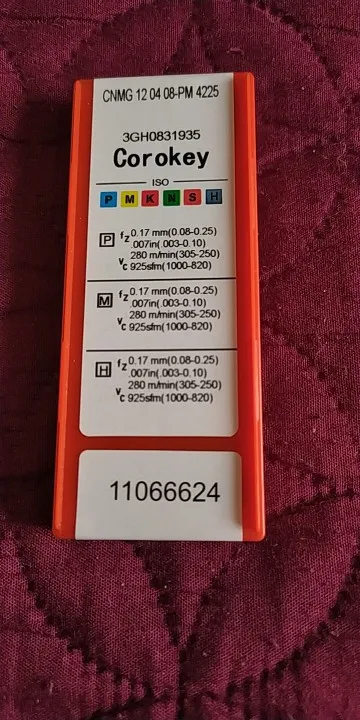 CNMG 12 04 08-PM 4225
3GH0831935
Corokey
ISO
P M K N S H
P fz 0.17 mm(0.08-0.25)
.007in(.003-0.10)
280 m/min(305-250)
vc 925sfm(1000-820)
M fz 0.17 mm(0.08-0.25)
.007in(.003-0.10)
280 m/min(305-250)
vc 925sfm(1000-820)
H fz 0.17 mm(0.08-0.25)
.007in(.003-0.10)
280 m/min(305-250)
vc 925sfm(1000-820)
11066624